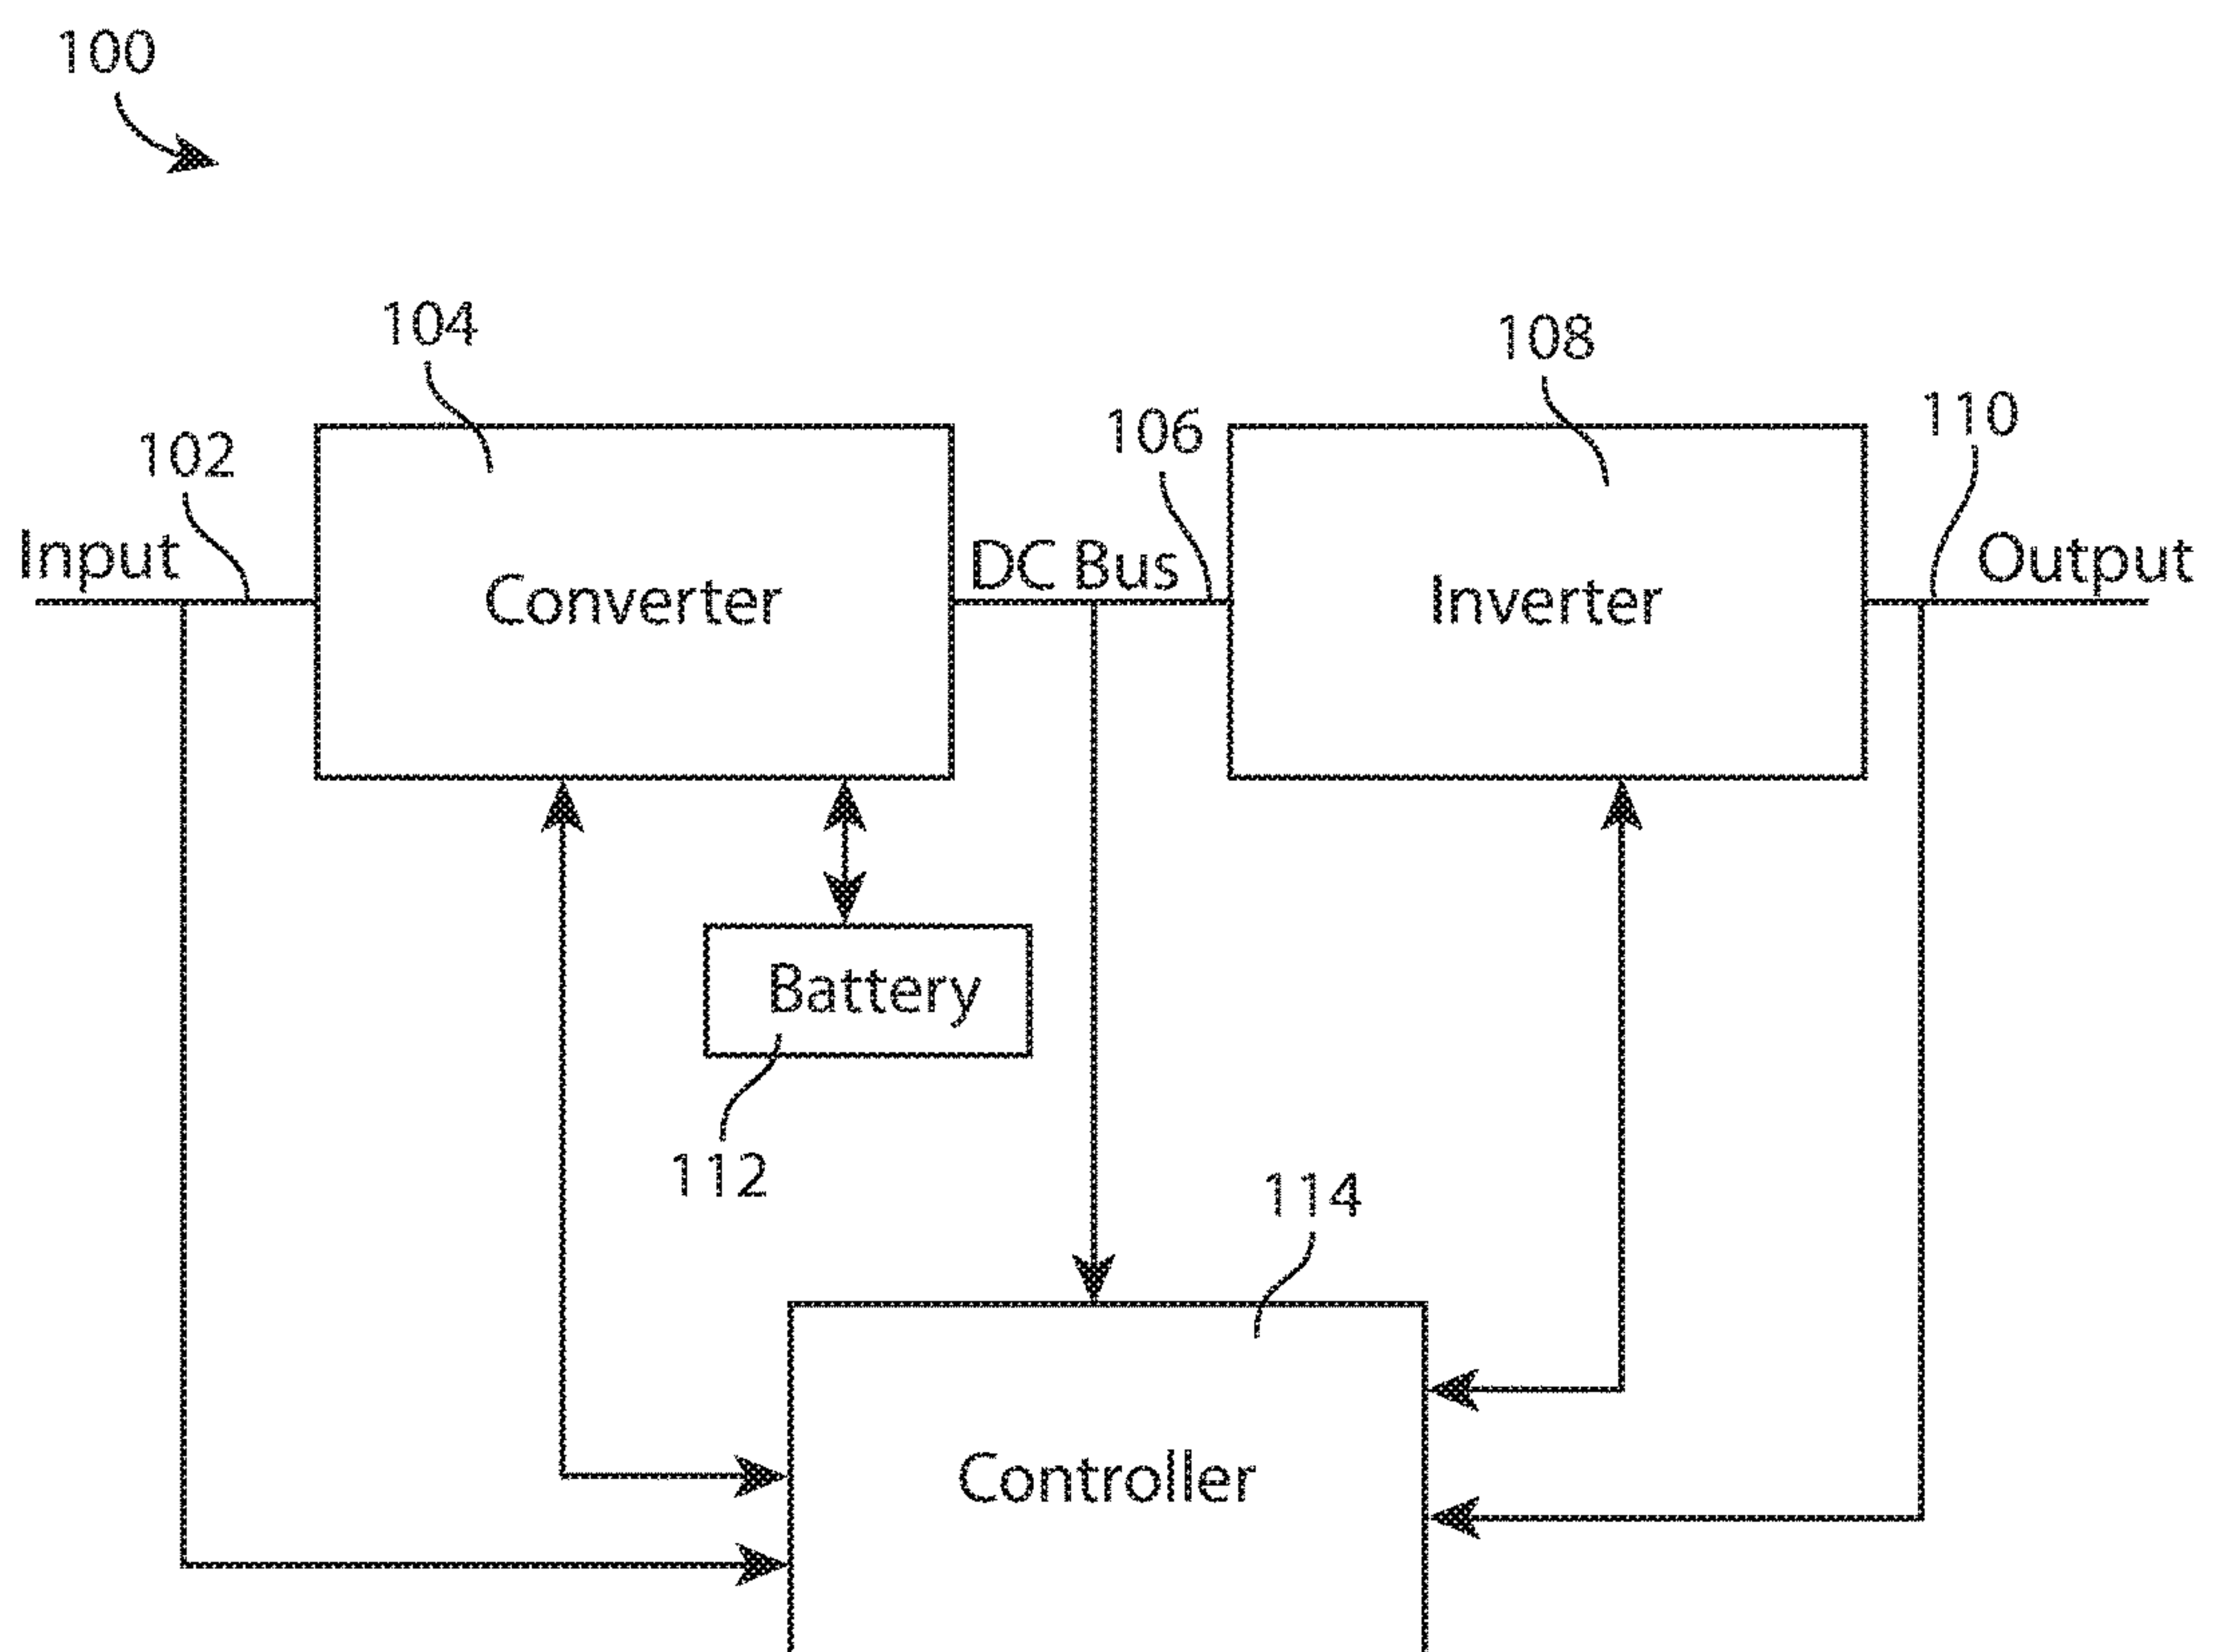 100
104
108
110
106
102
Input
DC Bus
Output
Converter
Inverter
Battery
112
114
Controller